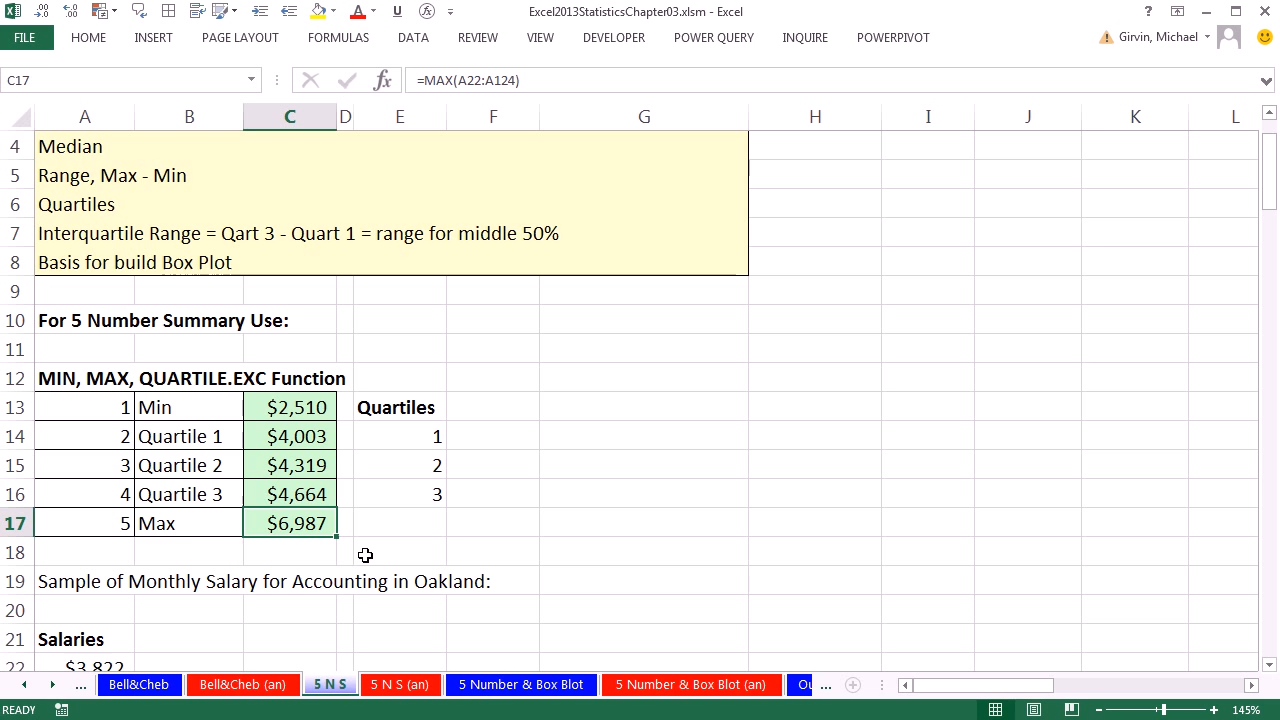 Excel2013StatisticsChapter03.xlsm - Excel
FILE HOME INSERT PAGE LAYOUT FORMULAS DATA REVIEW VIEW DEVELOPER POWER QUERY INQUIRE POWERPIVOT Girvin, Michael
C17 fx =MAX(A22:A124)
A B C D E F G H I J K L
4 Median
5 Range, Max - Min
6 Quartiles
7 Interquartile Range = Qart 3 - Quart 1 = range for middle 50%
8 Basis for build Box Plot
9
10 For 5 Number Summary Use:
11
12 MIN, MAX, QUARTILE.EXC Function
13 1 Min $2,510 Quartiles
14 2 Quartile 1 $4,003 1
15 3 Quartile 2 $4,319 2
16 4 Quartile 3 $4,664 3
17 5 Max $6,987
18
19 Sample of Monthly Salary for Accounting in Oakland:
20
21 Salaries
22 $3,822
... Bell&Cheb Bell&Cheb (an) 5 N S 5 N S (an) 5 Number & Box Blot 5 Number & Box Blot (an) Ou ...
READY 145%